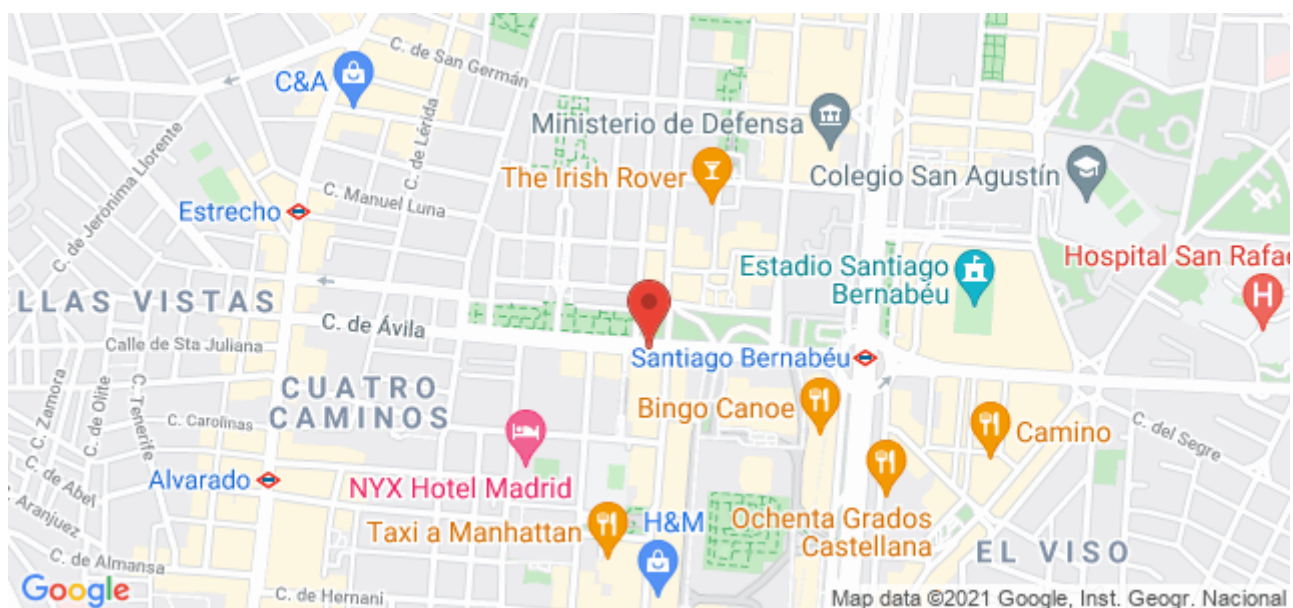 C. de San Germán
C&A
C. de Lérida
Ministerio de Defensa
C. de Jerónima Llorente
The Irish Rover
Colegio San Agustín
C. Manuel Luna
Estrecho
Estadio Santiago
Bernabéu
Hospital San Rafae
LLAS VISTAS
C. de Ávila
Calle de Sta Juliana
Santiago Bernabéu
CUATRO
CAMINOS
C. Zamora
C. de Olite
C. Tenerife
C. Carolinas
Bingo Canoe
Camino
C. del Segre
C. de Abel
Alvarado
NYX Hotel Madrid
Aranjuez
Taxi a Manhattan
H&M
Ochenta Grados
Castellana
EL VISO
C. de Almansa
C. de Hernani
Google
Map data ©2021 Google, Inst. Geogr. Nacional
H